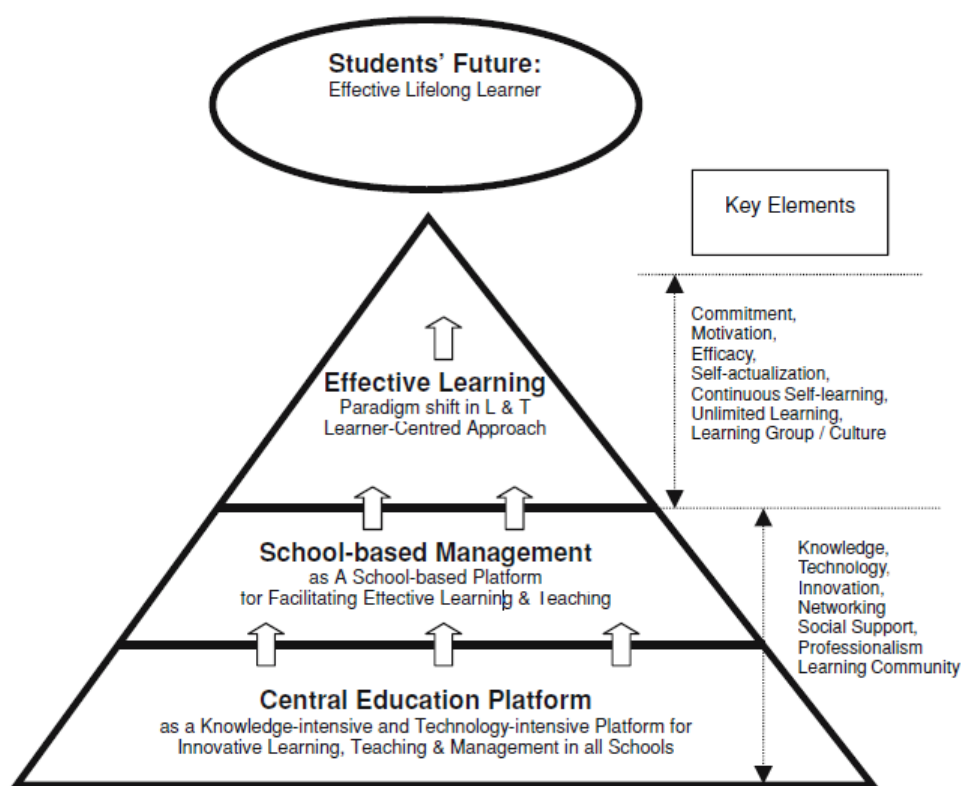 Students' Future:
Effective Lifelong Learner
Key Elements
Commitment,
Motivation,
Efficacy,
Self-actualization,
Continuous Self-learning,
Unlimited Learning,
Learning Group / Culture
Effective Learning
Paradigm shift in L & T
Learner-Centred Approach
School-based Management
as A School-based Platform
for Facilitating Effective Learning & Teaching
Knowledge,
Technology,
Innovation,
Networking
Social Support,
Professionalism
Learning Community
Central Education Platform
as a Knowledge-intensive and Technology-intensive Platform for
Innovative Learning, Teaching & Management in all Schools